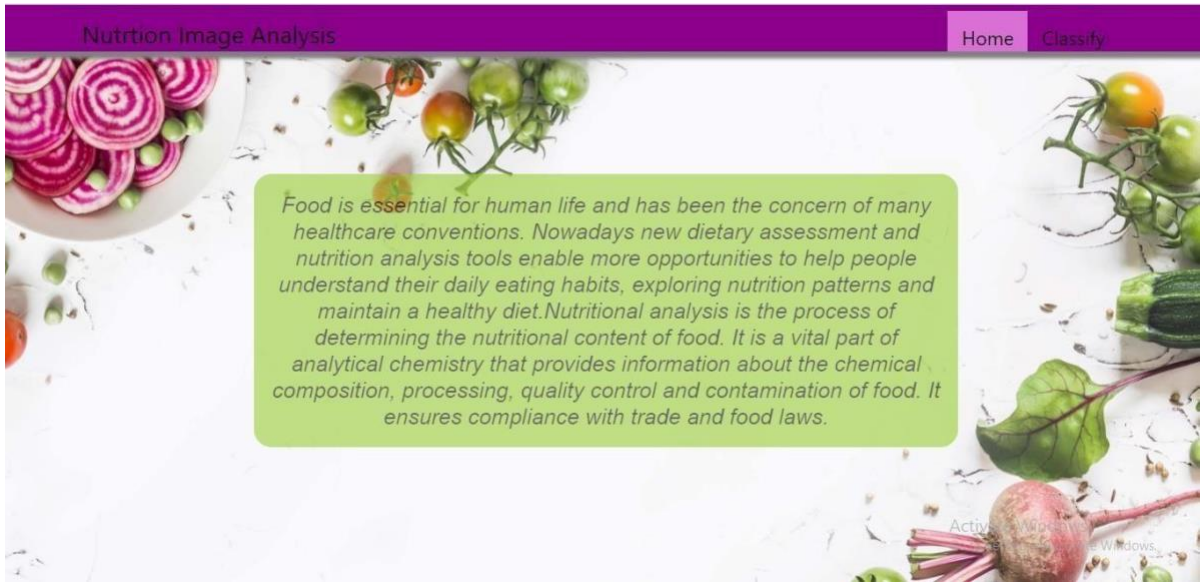 Nutrtion Image Analysis
Home Classify
Food is essential for human life and has been the concern of many
healthcare conventions. Nowadays new dietary assessment and
nutrition analysis tools enable more opportunities to help people
understand their daily eating habits, exploring nutrition patterns and
maintain a healthy diet.Nutritional analysis is the process of
determining the nutritional content of food. It is a vital part of
analytical chemistry that provides information about the chemical
composition, processing, quality control and contamination of food. It
ensures compliance with trade and food laws.
Windows.